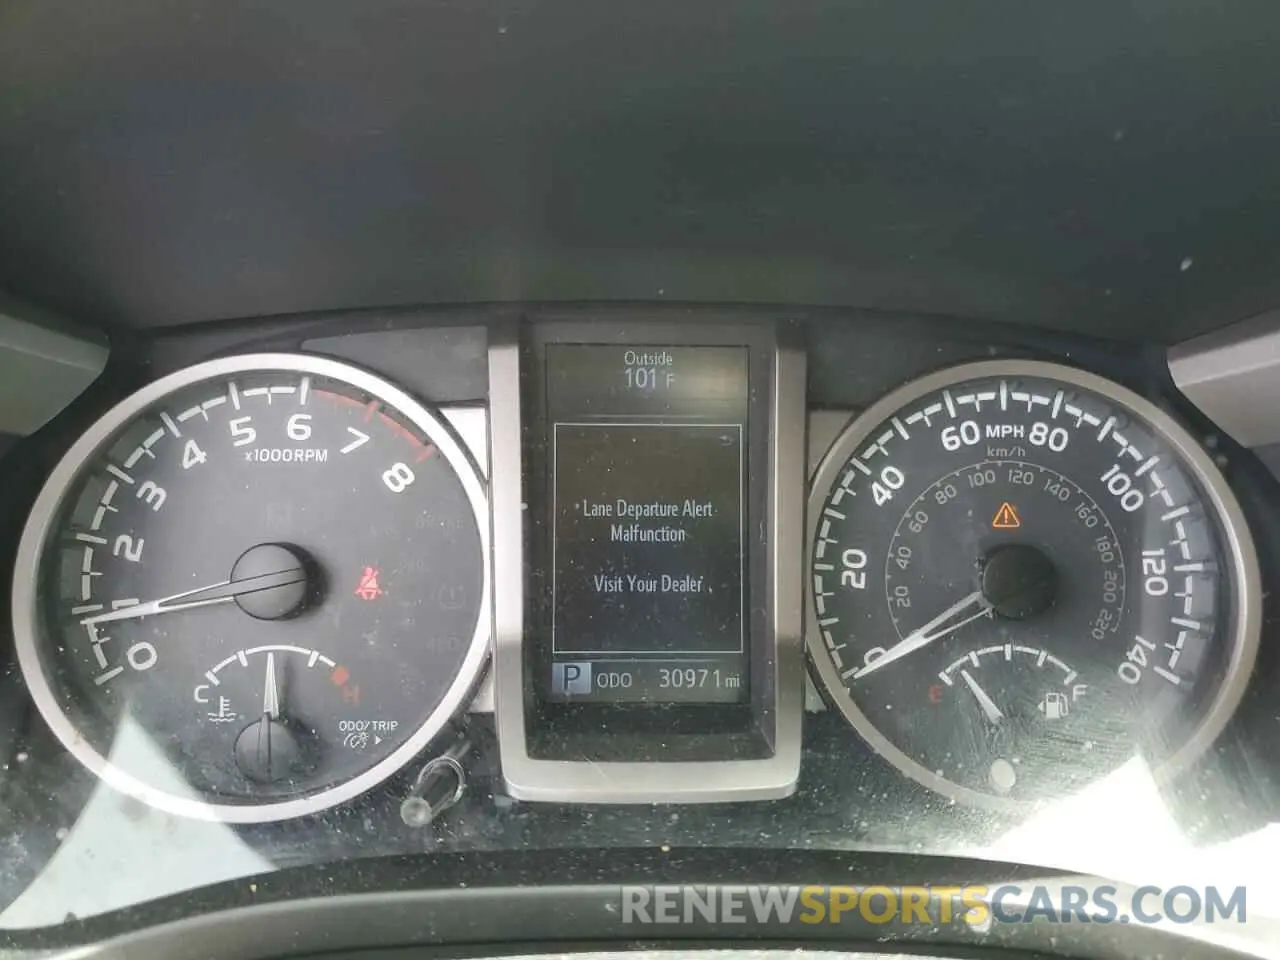 Outside
101°F
Lane Departure Alert
Malfunction
Visit Your Dealer
P ODO 30971 mi
0 1 2 3 4 5 6 7 8
x1000RPM
C H
ODO/TRIP
0 20 40 60 80 100 120 140
MPH
km/h
20 40 60 80 100 120 140 160 180 200 220
E F
RENEWSPORTSCARS.COM